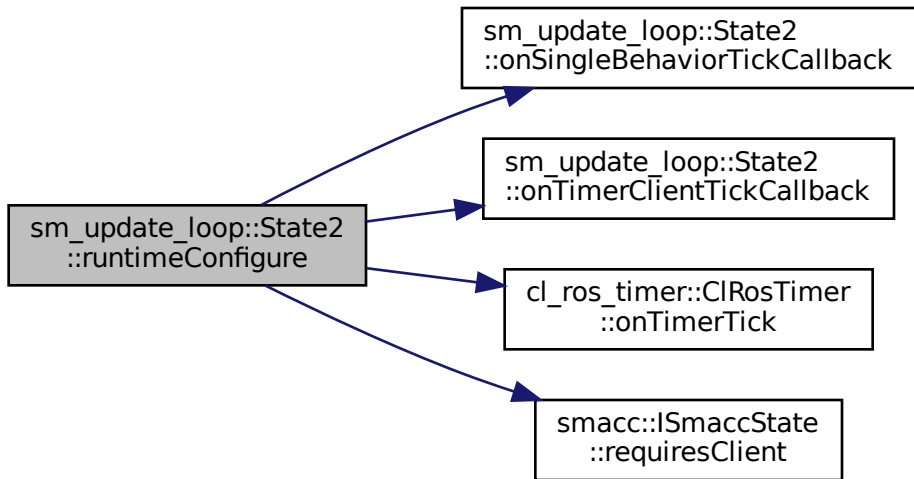 sm_update_loop::State2
::onSingleBehaviorTickCallback
sm_update_loop::State2
::onTimerClientTickCallback
sm_update_loop::State2
::runtimeConfigure
cl_ros_timer::ClRosTimer
::onTimerTick
smacc::ISmaccState
::requiresClient